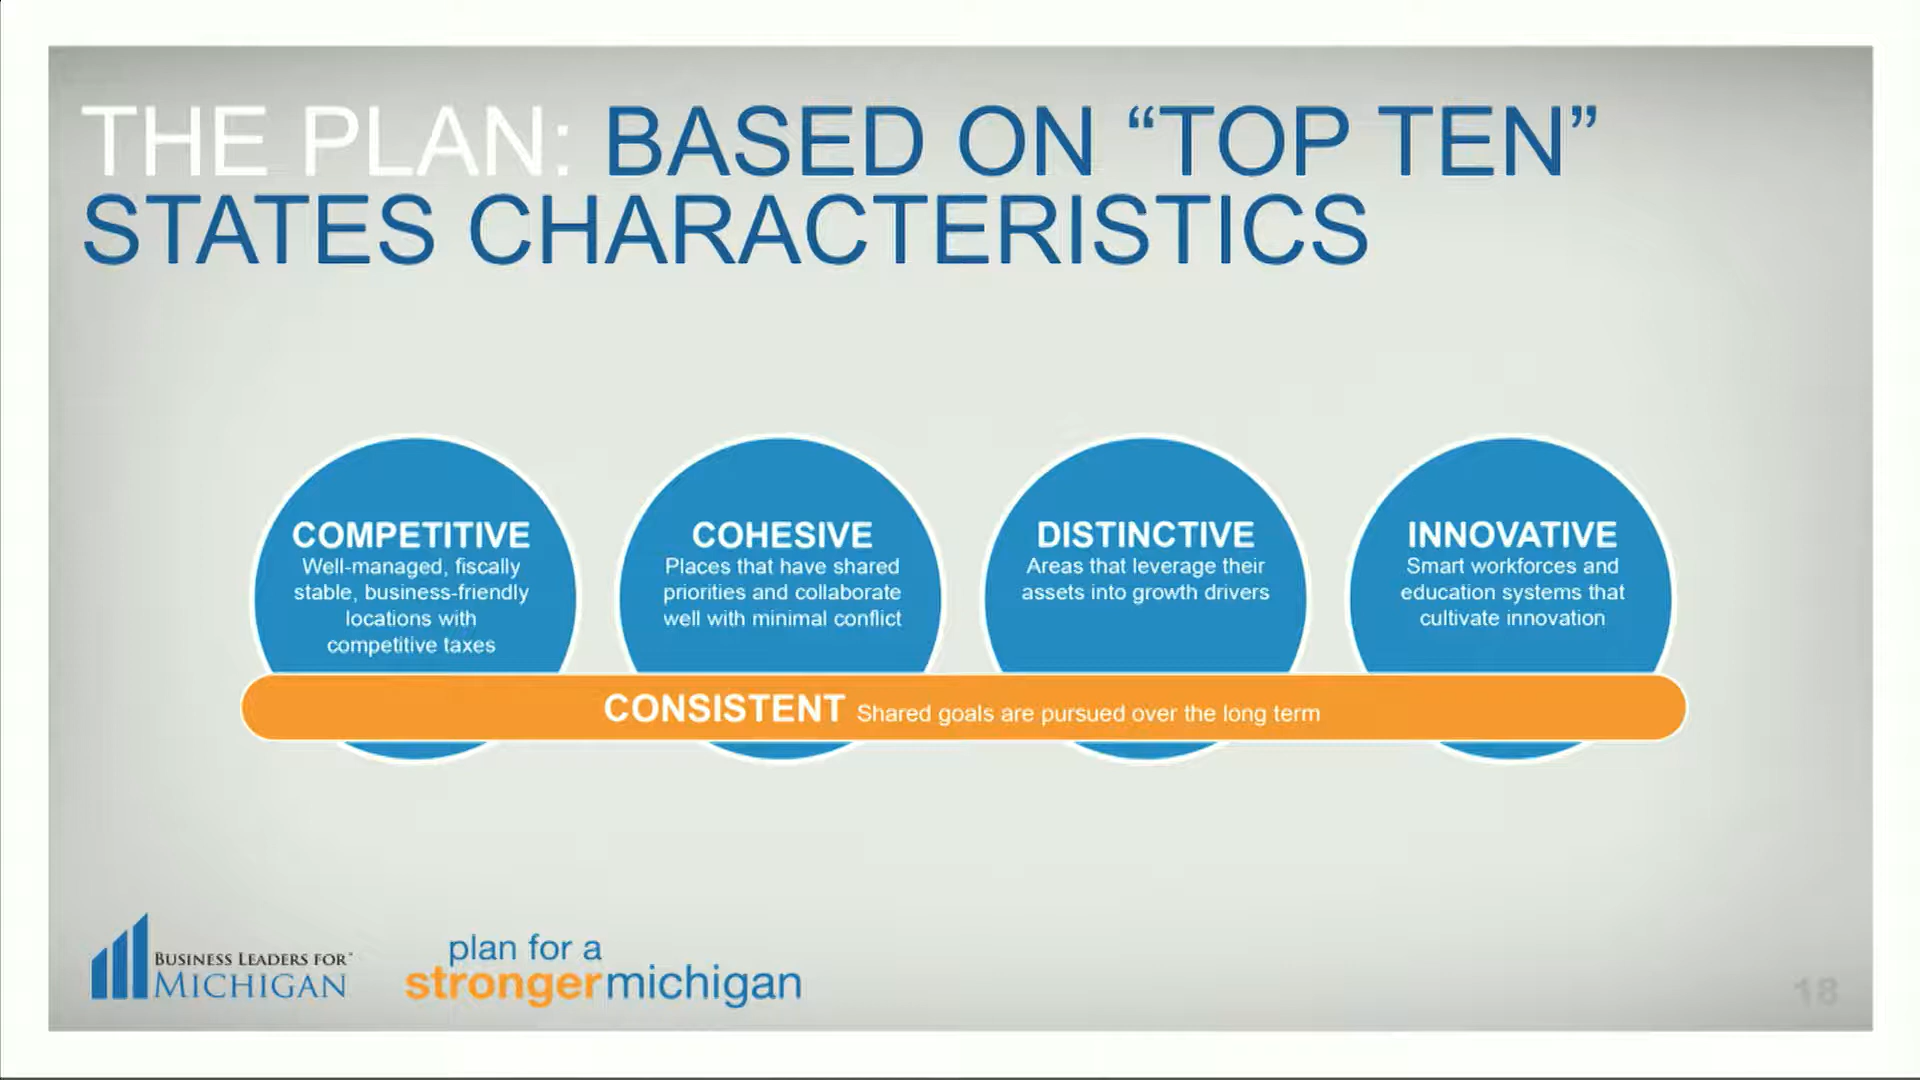 THE PLAN: BASED ON “TOP TEN”
STATES CHARACTERISTICS
COMPETITIVE
Well-managed, fiscally
stable, business-friendly
locations with
competitive taxes
COHESIVE
Places that have shared
priorities and collaborate
well with minimal conflict
DISTINCTIVE
Areas that leverage their
assets into growth drivers
INNOVATIVE
Smart workforces and
education systems that
cultivate innovation
CONSISTENT Shared goals are pursued over the long term
BUSINESS LEADERS FOR
MICHIGAN
plan for a
strongermichigan
18